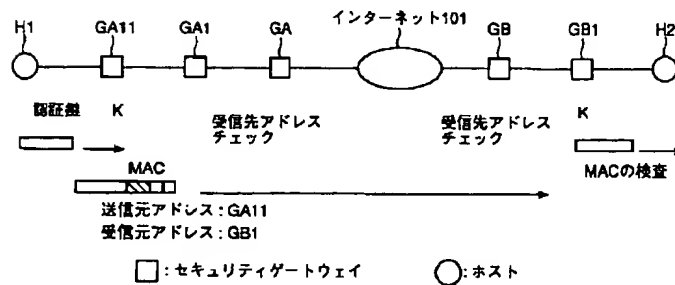 インターネット101
H1 GA11 GA1 GA GB GB1 H2
認証鍵 K
受信先アドレス
チェック
受信先アドレス
チェック
K
MACの検査
MAC
送信元アドレス:GA11
受信元アドレス:GB1
:セキュリティゲートウェイ :ホスト